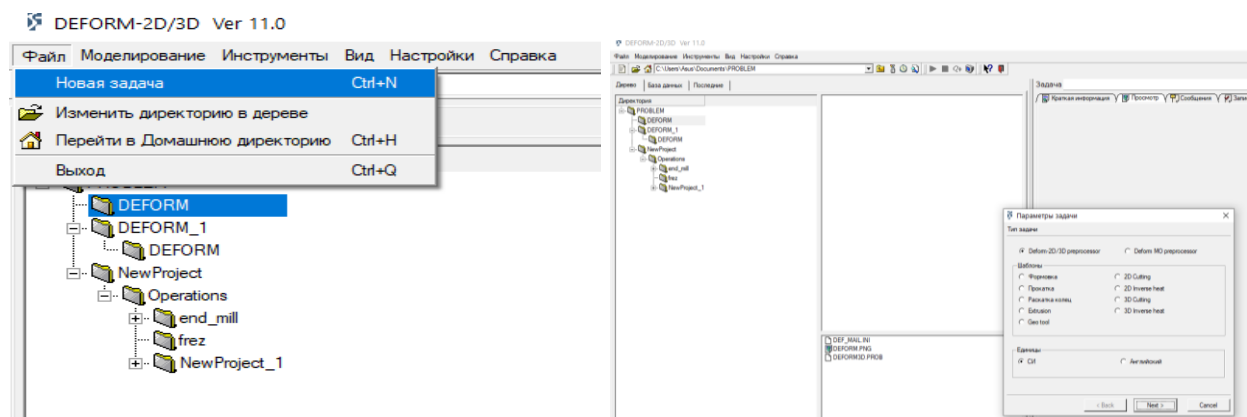 DEFORM-2D/3D Ver 11.0
Файл Моделирование Инструменты Вид Настройки Справка
Новая задача Ctrl+N
Изменить директорию в дереве
Перейти в Домашнюю директорию Ctrl+H
Выход Ctrl+Q
DEFORM
DEFORM_1
DEFORM
NewProject
Operations
end_mill
frez
NewProject_1
DEFORM-2D/3D Ver 11.0
Файл Моделирование Инструменты Вид Настройки Справка
C:\Users\Asus\Documents\PROBLEM
Дерево База данных Последние
Директория
PROBLEM
DEFORM
DEFORM_1
DEFORM
NewProject
Operations
end_mill
frez
NewProject_1
DEF_MAIL.INI
DEFORM.PNG
DEFORM3D.PROB
Задача
Краткая информация Просмотр Сообщения
Параметры задачи
Тип задачи
Deform-2D/3D preprocessor Deform MO preprocessor
Шаблоны
Формовка 2D Cutting
Прокатка 2D Inverse heat
Раскатка колец 3D Cutting
Extrusion 3D Inverse heat
Geo tool
Единицы
СИ Английский
< Back Next > Cancel